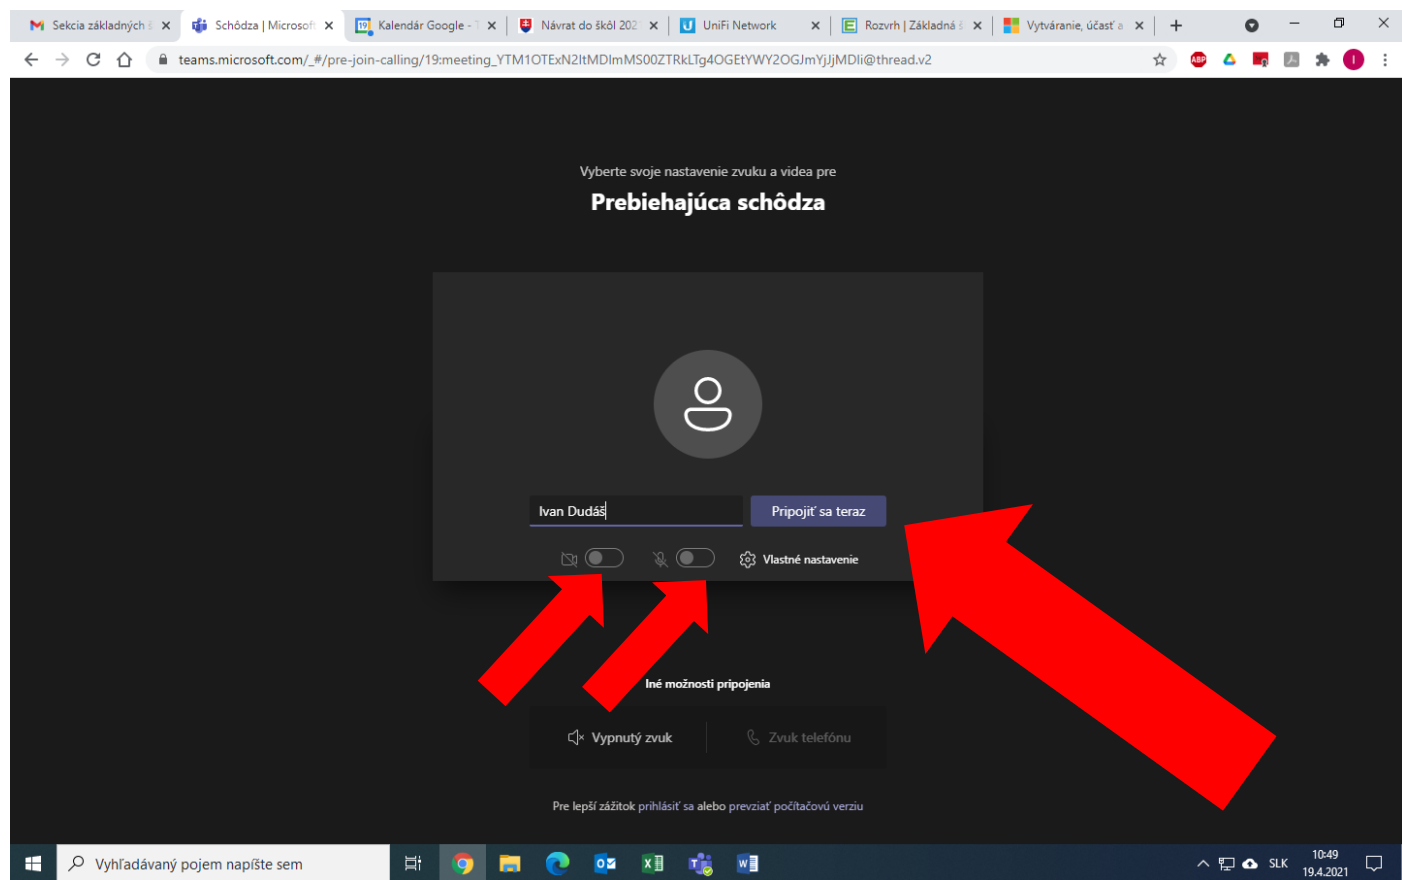 Sekcia základných š
Schôdza | Microsoft
Kalendár Google - T
Návrat do škôl 202
UniFi Network
Rozvrh | Základná š
Vytváranie, účasť a
teams.microsoft.com/_#/pre-join-calling/19:meeting_YTM1OTExN2ItMDlmMS00ZTRkLTg4OGEtYWY2OGJmYjJjMDli@thread.v2
Vyberte svoje nastavenie zvuku a videa pre
Prebiehajúca schôdza
Ivan Dudáš
Pripojiť sa teraz
Vlastné nastavenie
Iné možnosti pripojenia
Vypnutý zvuk
Zvuk telefónu
Pre lepší zážitok prihlásiť sa alebo prevziať počítačovú verziu
Vyhľadávaný pojem napíšte sem
SLK
10:49
19.4.2021